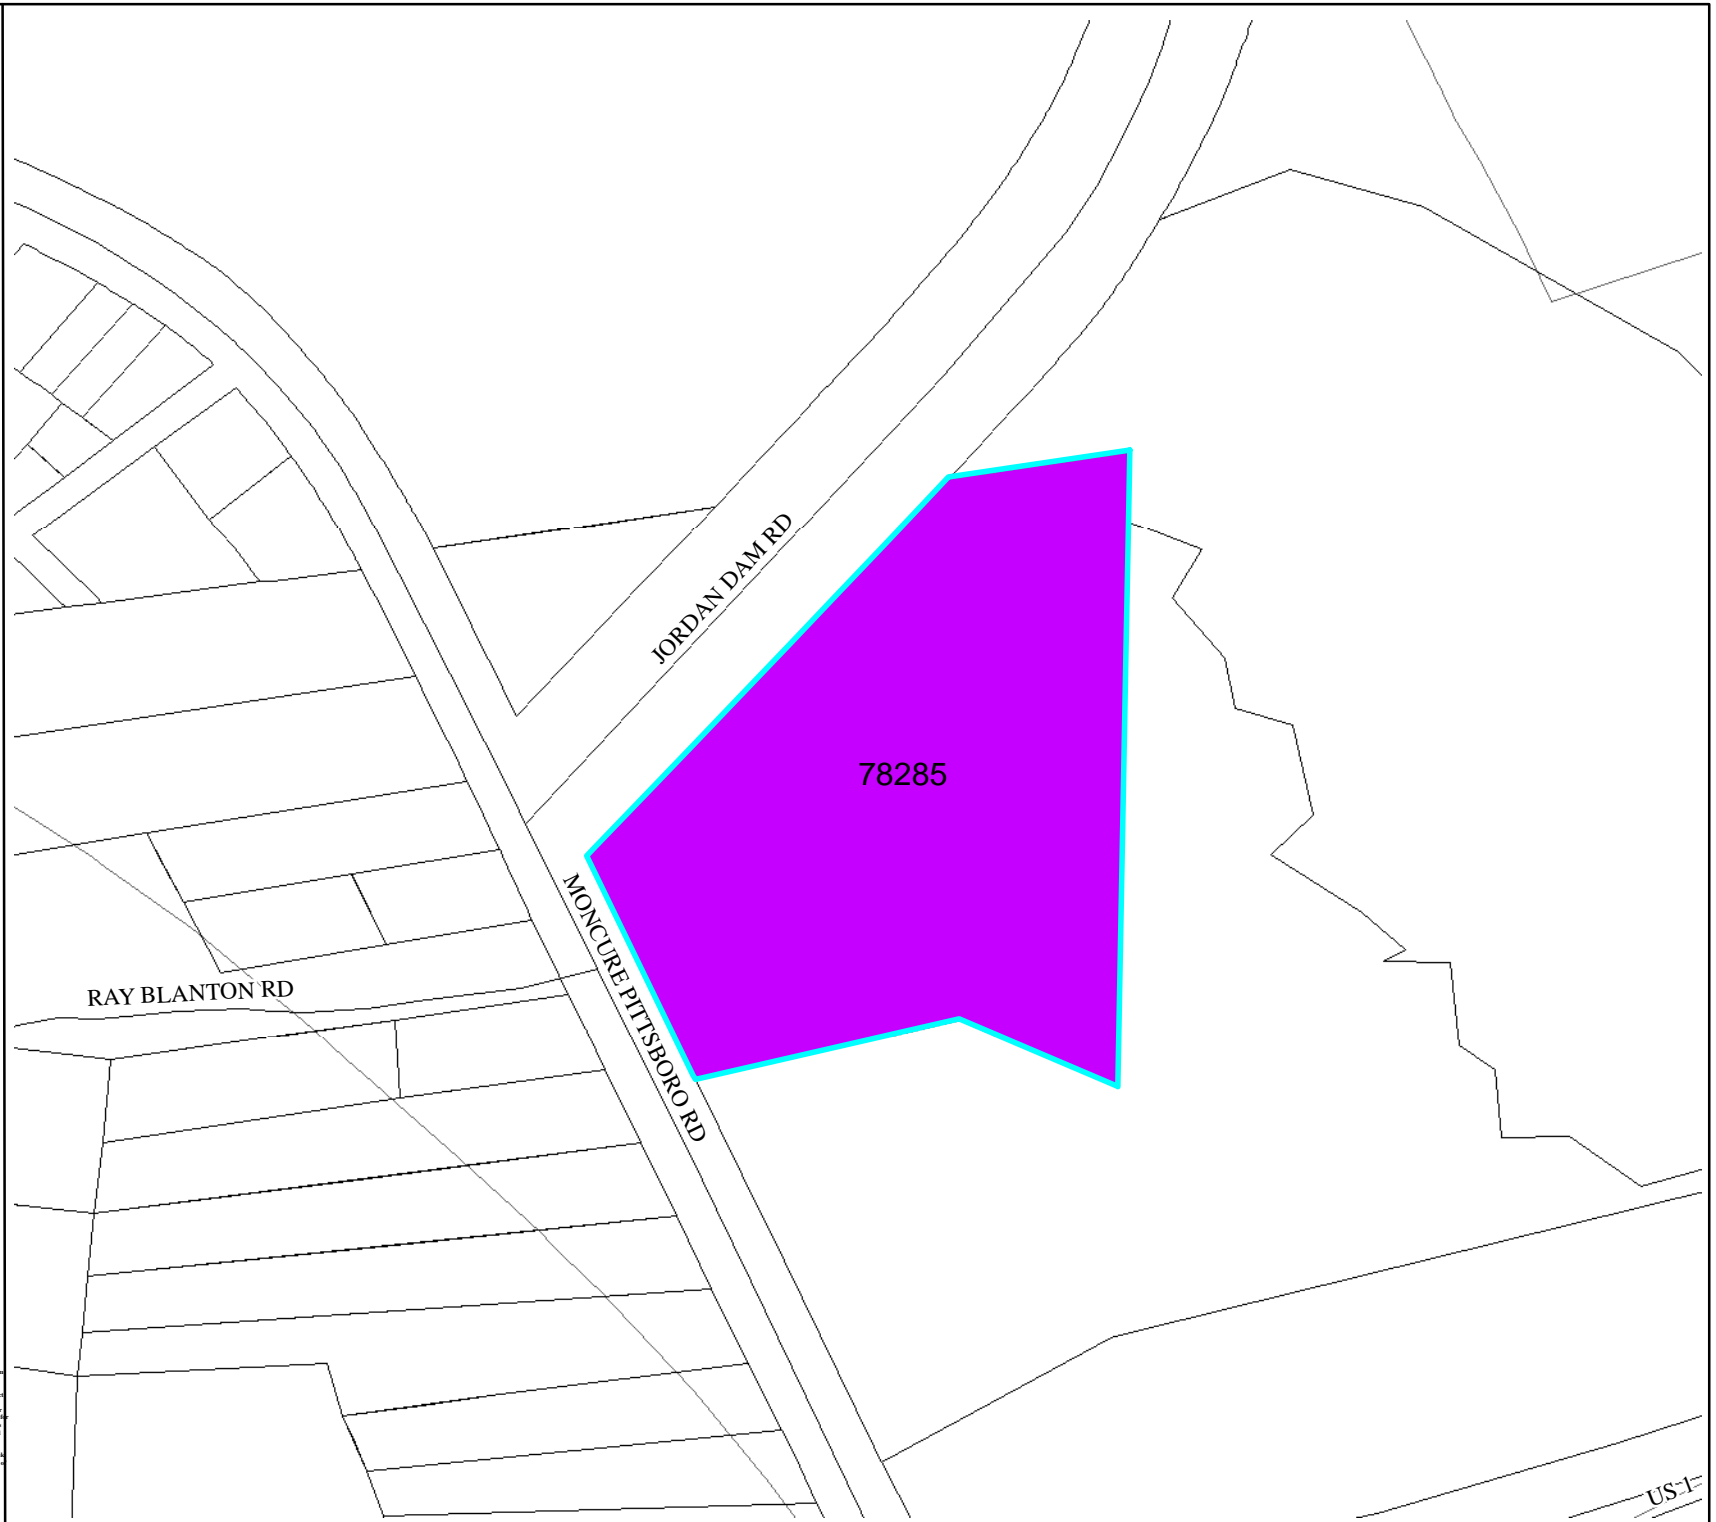 JORDAN DAM RD
78285
MONCURE PITTSBORO RD
RAY BLANTON RD
US 1